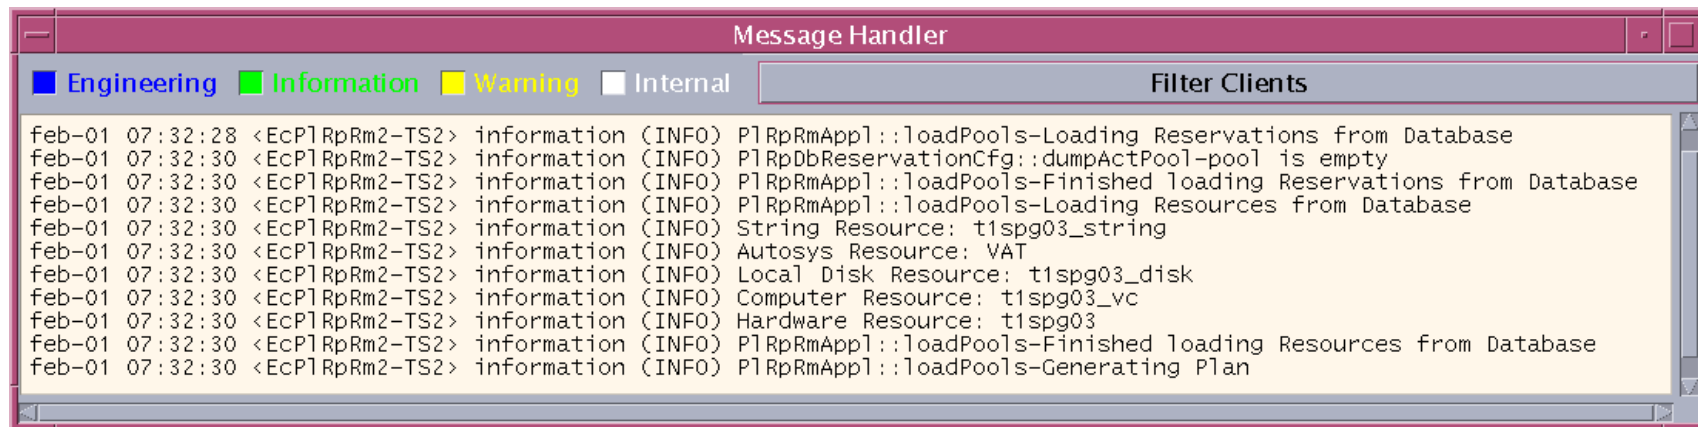 Message Handler
Engineering Information Warning Internal Filter Clients
feb-01 07:32:28 <EcPlRpRm2-TS2> information (INFO) PlRpRmAppl::loadPools-Loading Reservations from Database
feb-01 07:32:30 <EcPlRpRm2-TS2> information (INFO) PlRpDbReservationCfg::dumpActPool-pool is empty
feb-01 07:32:30 <EcPlRpRm2-TS2> information (INFO) PlRpRmAppl::loadPools-Finished loading Reservations from Database
feb-01 07:32:30 <EcPlRpRm2-TS2> information (INFO) PlRpRmAppl::loadPools-Loading Resources from Database
feb-01 07:32:30 <EcPlRpRm2-TS2> information (INFO) String Resource: t1spg03_string
feb-01 07:32:30 <EcPlRpRm2-TS2> information (INFO) Autosys Resource: VAT
feb-01 07:32:30 <EcPlRpRm2-TS2> information (INFO) Local Disk Resource: t1spg03_disk
feb-01 07:32:30 <EcPlRpRm2-TS2> information (INFO) Computer Resource: t1spg03_vc
feb-01 07:32:30 <EcPlRpRm2-TS2> information (INFO) Hardware Resource: t1spg03
feb-01 07:32:30 <EcPlRpRm2-TS2> information (INFO) PlRpRmAppl::loadPools-Finished loading Resources from Database
feb-01 07:32:30 <EcPlRpRm2-TS2> information (INFO) PlRpRmAppl::loadPools-Generating Plan